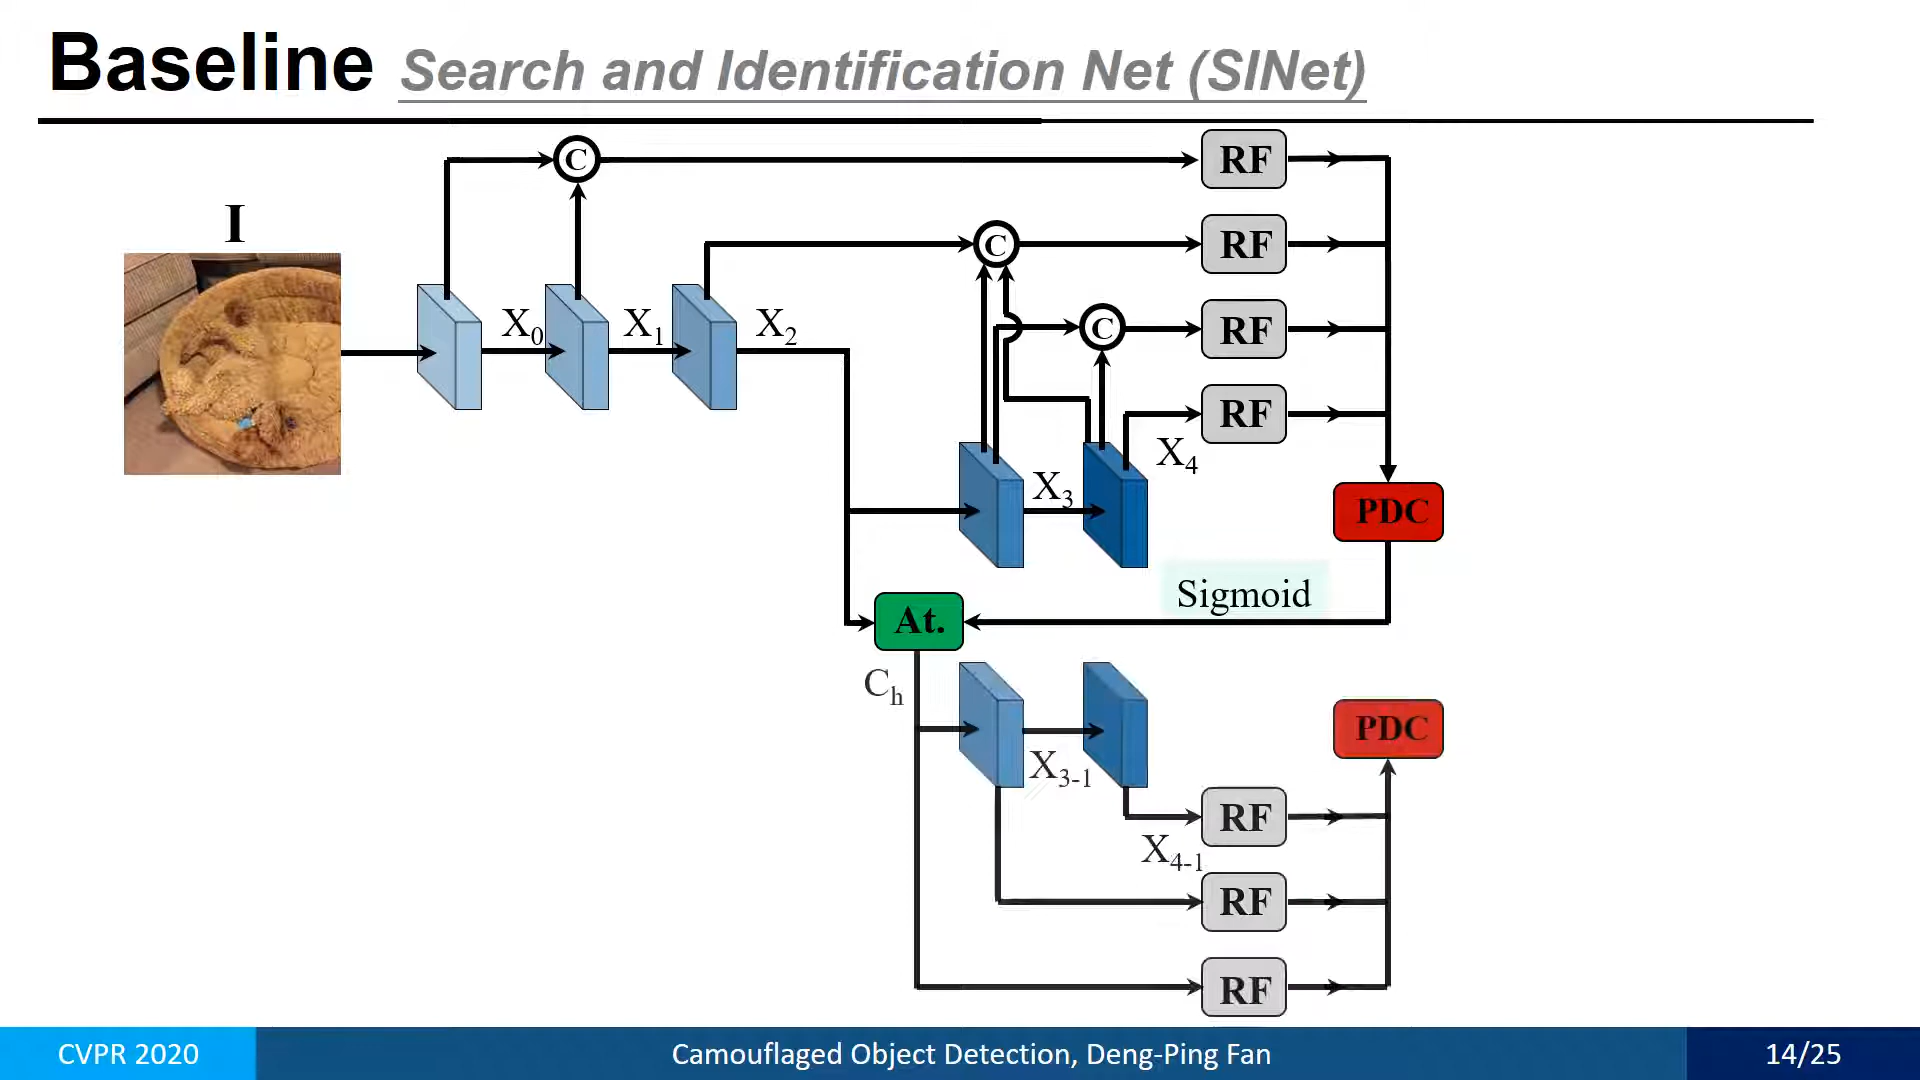 Baseline Search and Identification Net (SINet)
C
RF
I
C
RF
X0
X1
X2
C
RF
RF
X4
X3
PDC
Sigmoid
At.
Ch
PDC
X3-1
RF
X4-1
RF
RF
CVPR 2020
Camouflaged Object Detection, Deng-Ping Fan
14/25